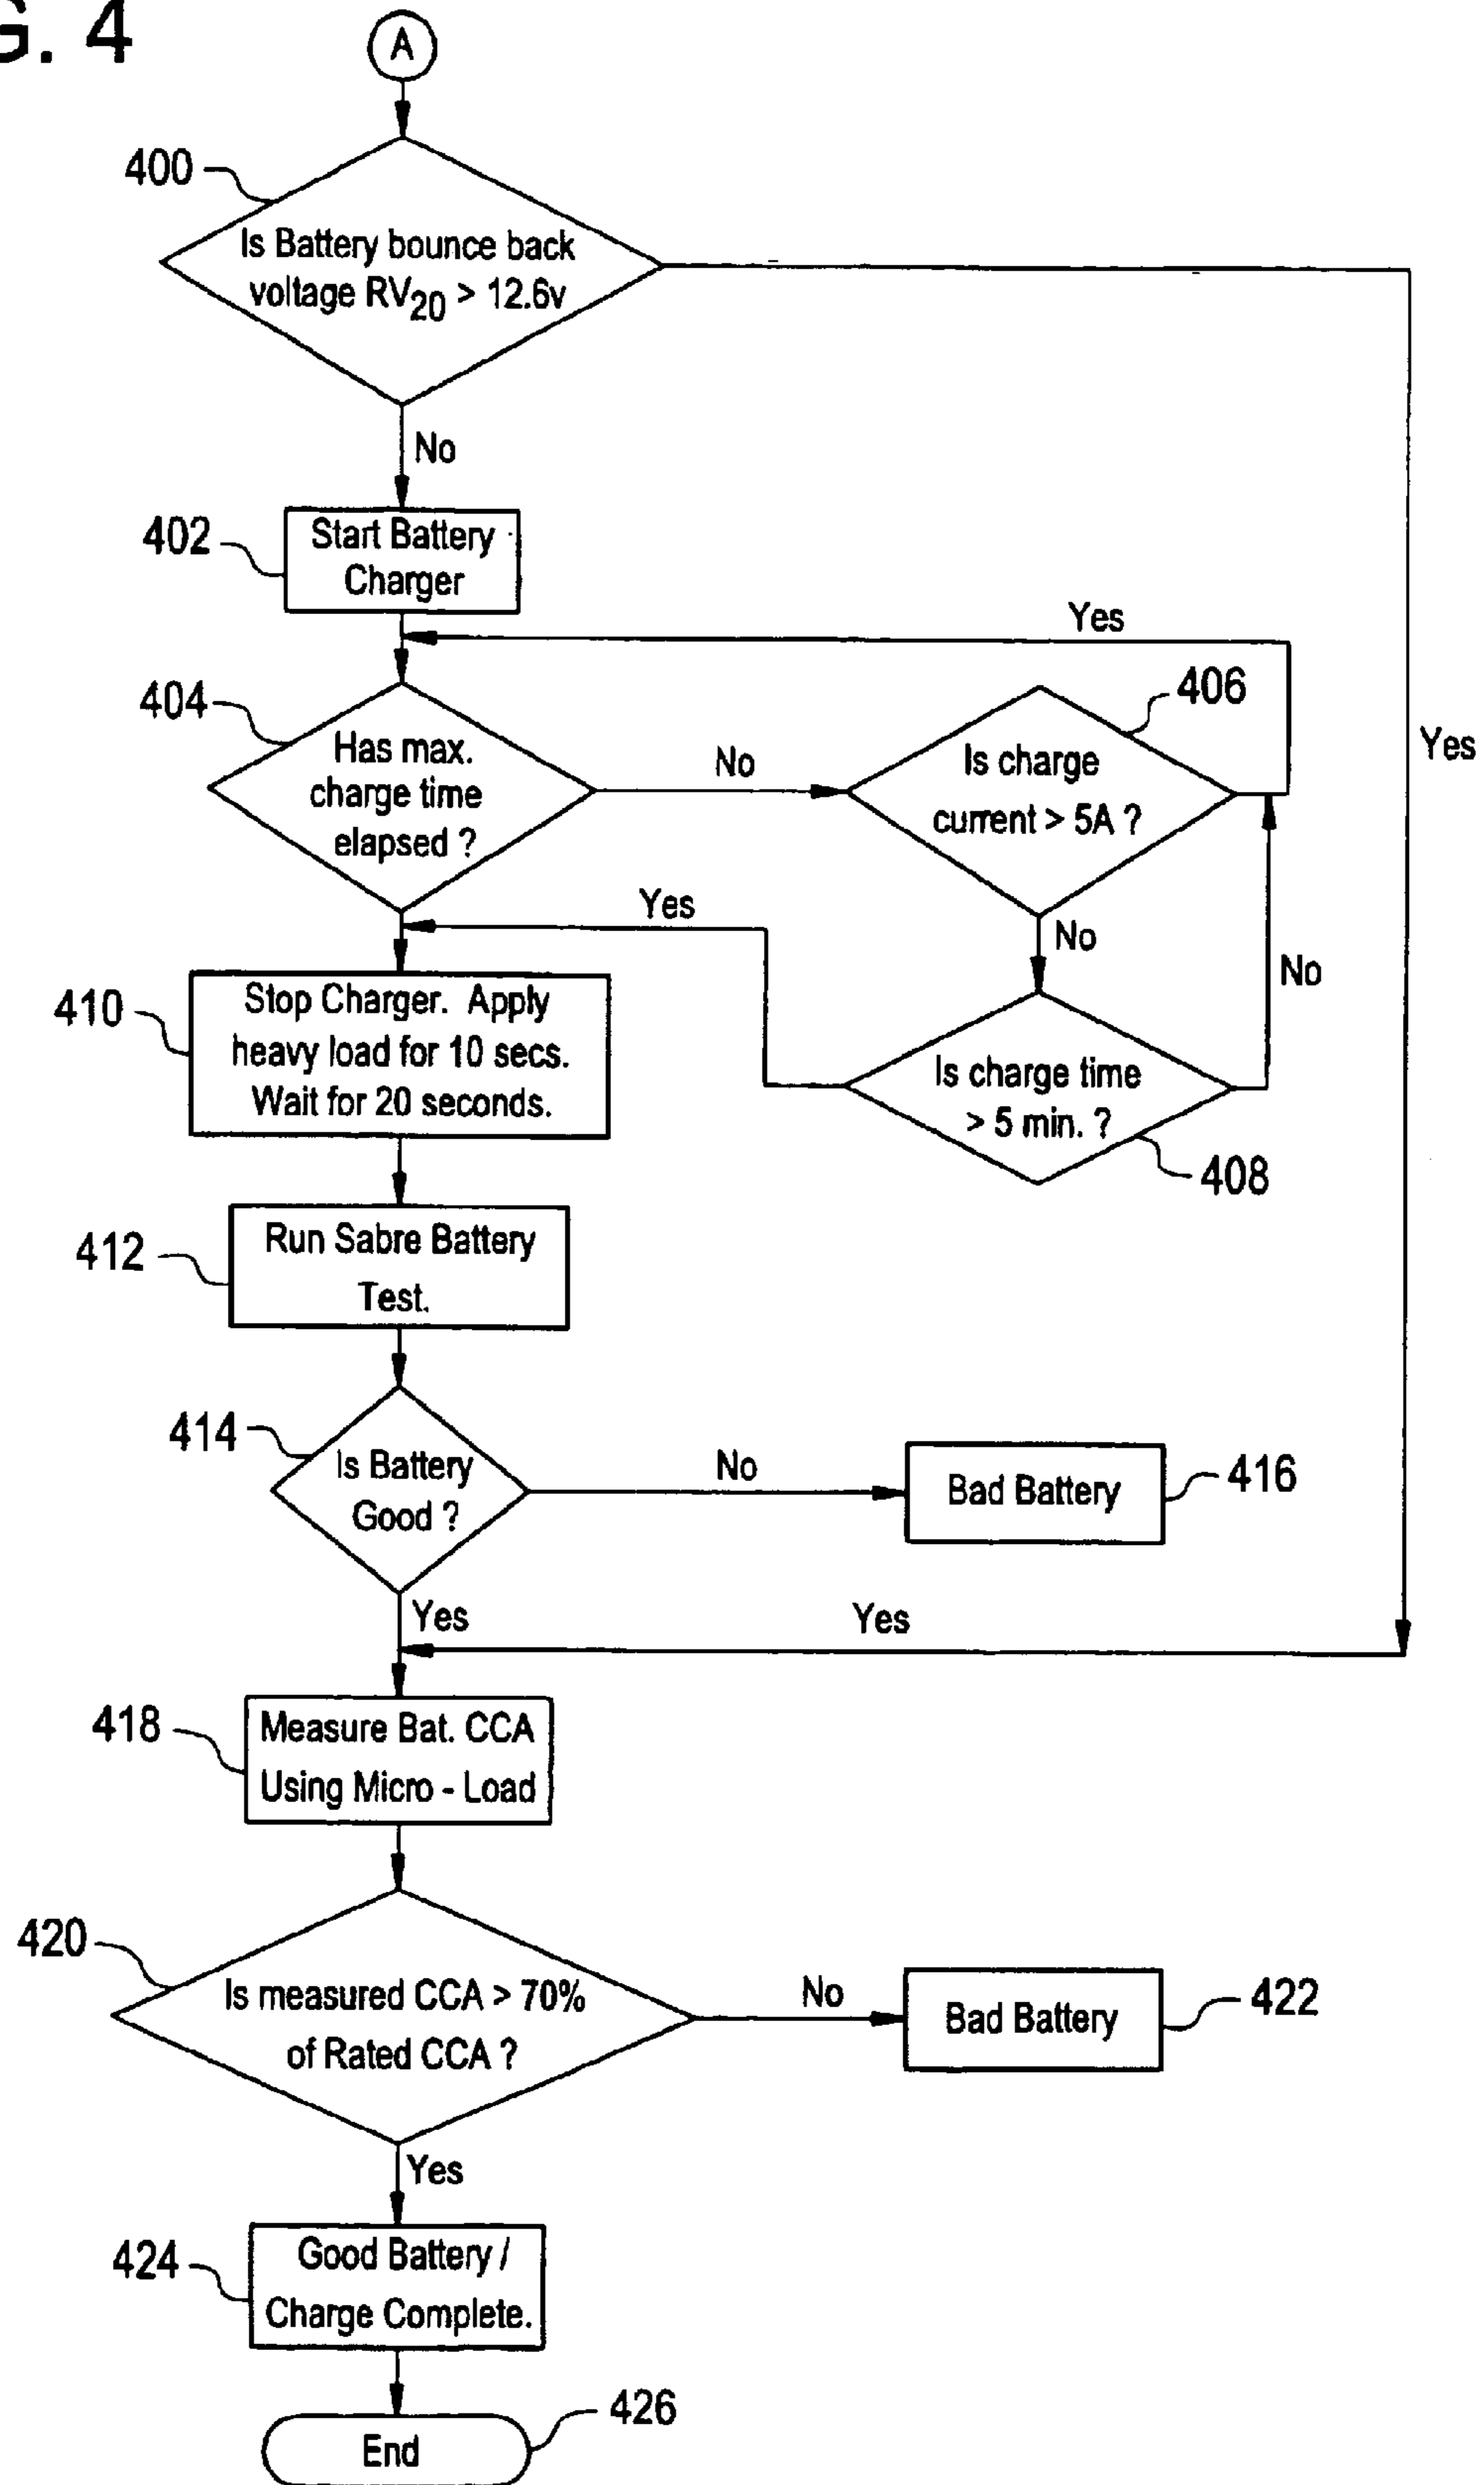 G. 4
A
400
Is Battery bounce back
voltage RV20 > 12.6v
No
402
Start Battery
Charger
Yes
404
Has max.
charge time
elapsed ?
No
406
Is charge
current > 5A ?
Yes
Yes
No
No
410
Stop Charger. Apply
heavy load for 10 secs.
Wait for 20 seconds.
Is charge time
> 5 min. ?
408
412
Run Sabre Battery
Test.
414
Is Battery
Good ?
No
Bad Battery
416
Yes
Yes
418
Measure Bat. CCA
Using Micro - Load
420
Is measured CCA > 70%
of Rated CCA ?
No
Bad Battery
422
Yes
424
Good Battery /
Charge Complete.
426
End